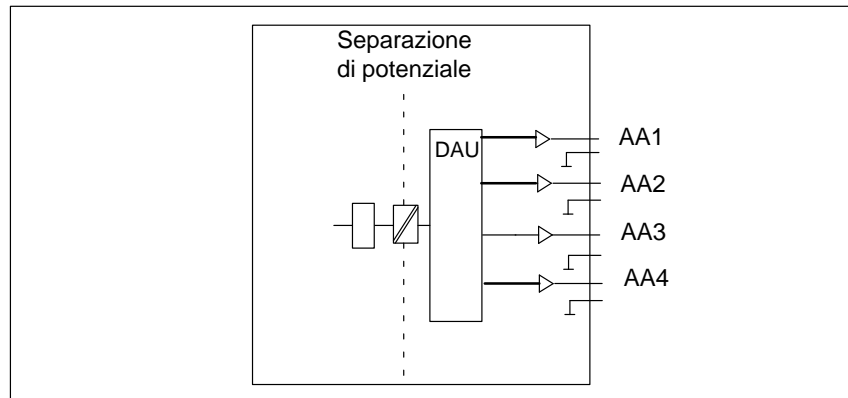 Separazione
di potenziale
DAU
AA1
AA2
AA3
AA4